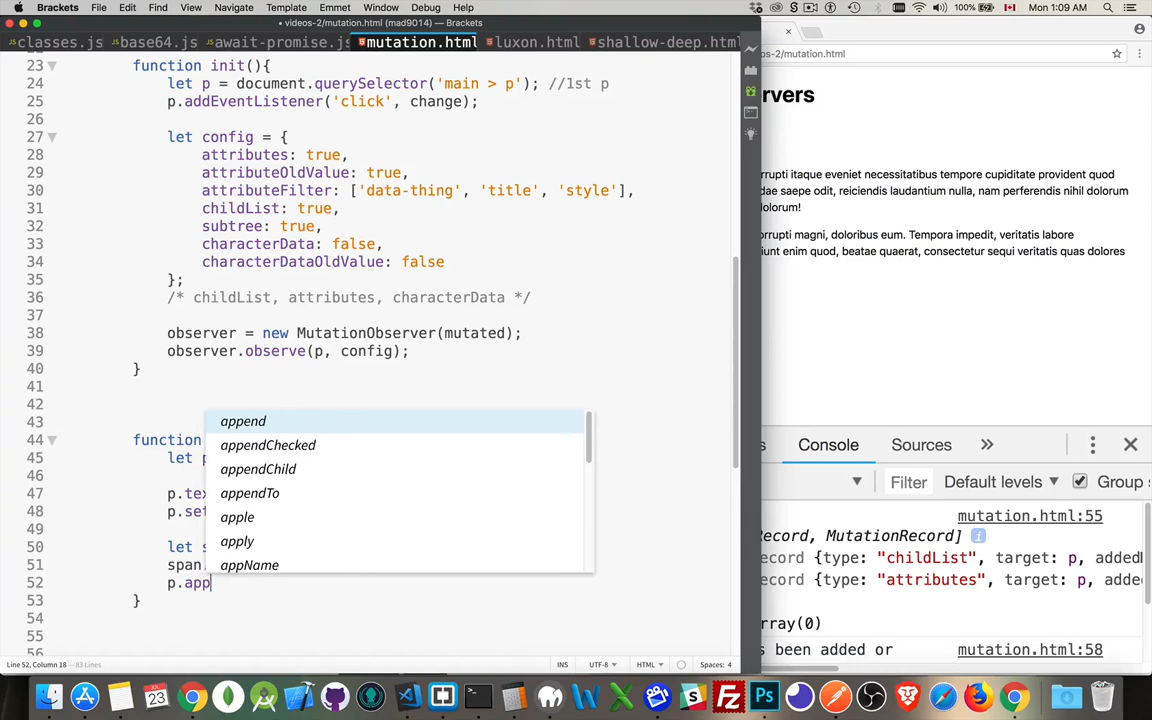 Brackets File Edit Find View Navigate Template Emmet Window Debug Help 100% Mon 1:09 AM
• videos-2/mutation.html (mad9014) — Brackets
classes.js base64.js await-promise.js mutation.html luxon.html shallow-deep.html
os-2/mutation.html
23 function init(){
24 let p = document.querySelector('main > p'); //1st p
25 p.addEventListener('click', change);
26
27 let config = {
28 attributes: true,
29 attributeOldValue: true,
30 attributeFilter: ['data-thing', 'title', 'style'],
31 childList: true,
32 subtree: true,
33 characterData: false,
34 characterDataOldValue: false
35 };
36 /* childList, attributes, characterData */
37
38 observer = new MutationObserver(mutated);
39 observer.observe(p, config);
40 }
41
42
43
44 function
45 let p
46
47 p.tex
48 p.set
49
50 let s
51 span.
52 p.app
53 }
54
55
56
append
appendChecked
appendChild
appendTo
apple
apply
appName
Line 52, Column 18 — 83 Lines
INS UTF-8 HTML Spaces: 4
rvers
orrupti itaque eveniet necessitatibus tempore cupiditate provident quod
dae saepe odit, reiciendis laudantium nulla, nam perferendis nihil dolorum
dolorum!
orrupti magni, doloribus eum. Tempora impedit, veritatis labore
iunt enim quod, beatae quaerat, consectetur sequi veritatis quas dolores
s Console Sources »
Filter Default levels Group
mutation.html:55
Record, MutationRecord] i
ecord {type: "childList", target: p, added
ecord {type: "attributes", target: p, adde
rray(0)
s been added or mutation.html:58